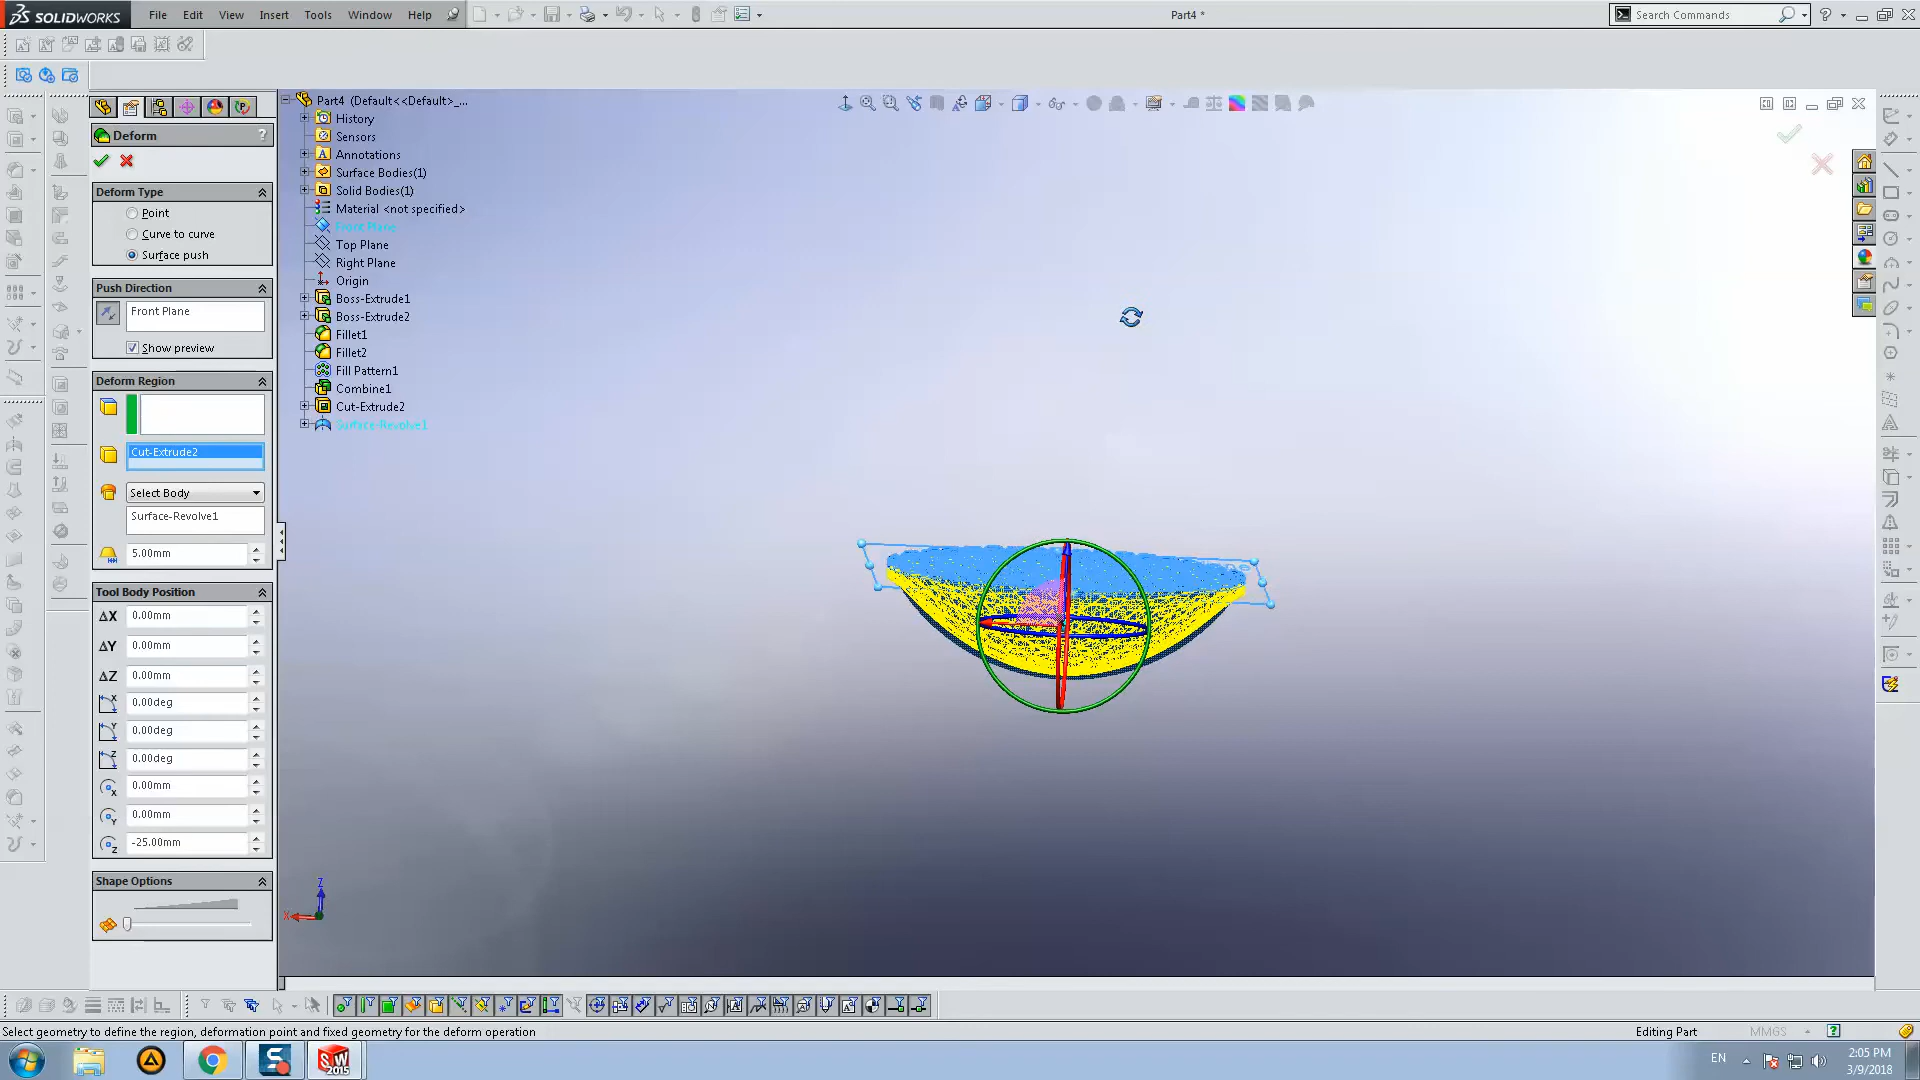 SOLIDWORKS File Edit View Insert Tools Window Help Part4 * Search Commands ?
Part4 (Default<<Default>_...
History
Deform ?
Sensors
Annotations
Surface Bodies(1)
Deform Type
Solid Bodies(1)
Point
Material <not specified>
Curve to curve
Front Plane
Surface push
Top Plane
Right Plane
Push Direction
Origin
Front Plane
Boss-Extrude1
Boss-Extrude2
Show preview
Fillet1
Fillet2
Deform Region
Fill Pattern1
Combine1
Cut-Extrude2
Surface-Revolve1
Cut-Extrude2
Select Body
Surface-Revolve1
5.00mm
Tool Body Position
ΔX 0.00mm
ΔY 0.00mm
ΔZ 0.00mm
X 0.00deg
Y 0.00deg
Z 0.00deg
X 0.00mm
Y 0.00mm
Z -25.00mm
Shape Options
Z
X
Select geometry to define the region, deformation point and fixed geometry for the deform operation Editing Part MMGS ?
SW 2015
EN
2:05 PM
3/9/2018